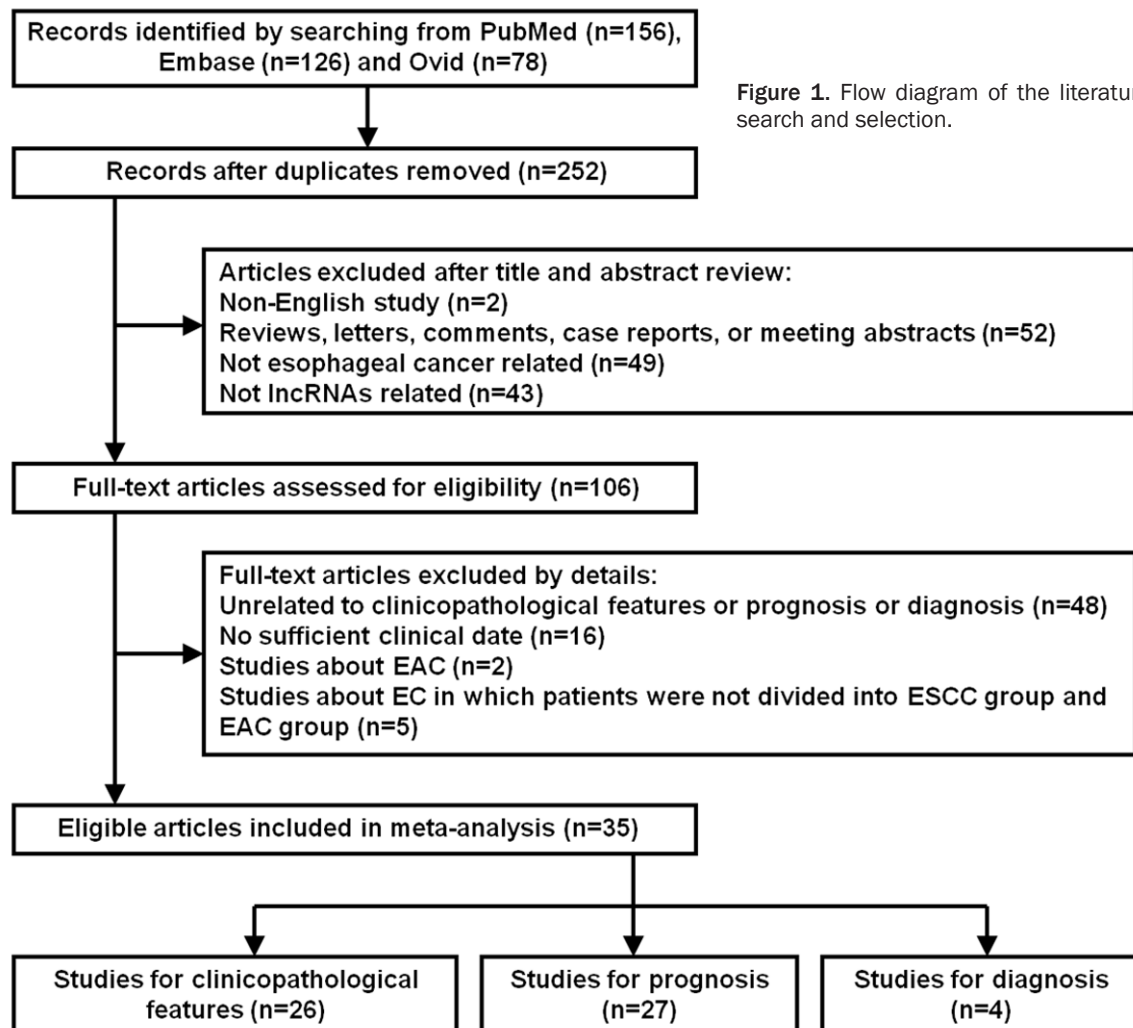 Records identified by searching from PubMed (n=156),
Embase (n=126) and Ovid (n=78)
Figure 1. Flow diagram of the literatur
search and selection.
Records after duplicates removed (n=252)
Articles excluded after title and abstract review:
Non-English study (n=2)
Reviews, letters, comments, case reports, or meeting abstracts (n=52)
Not esophageal cancer related (n=49)
Not lncRNAs related (n=43)
Full-text articles assessed for eligibility (n=106)
Full-text articles excluded by details:
Unrelated to clinicopathological features or prognosis or diagnosis (n=48)
No sufficient clinical date (n=16)
Studies about EAC (n=2)
Studies about EC in which patients were not divided into ESCC group and
EAC group (n=5)
Eligible articles included in meta-analysis (n=35)
Studies for clinicopathological
features (n=26)
Studies for prognosis
(n=27)
Studies for diagnosis
(n=4)